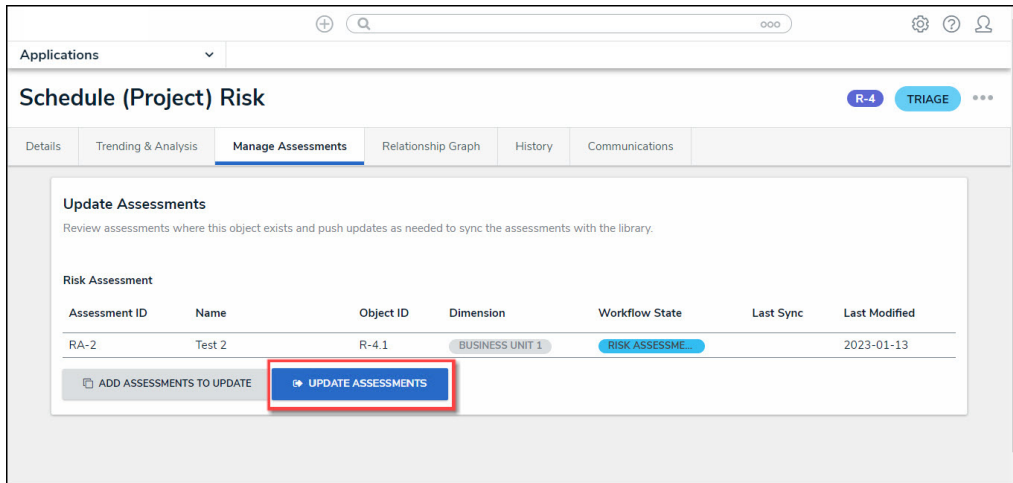 Applications
Schedule (Project) Risk
R-4 TRIAGE
Details Trending & Analysis Manage Assessments Relationship Graph History Communications
Update Assessments
Review assessments where this object exists and push updates as needed to sync the assessments with the library.
Risk Assessment
Assessment ID Name Object ID Dimension Workflow State Last Sync Last Modified
RA-2 Test 2 R-4.1 BUSINESS UNIT 1 RISK ASSESSME... 2023-01-13
ADD ASSESSMENTS TO UPDATE UPDATE ASSESSMENTS